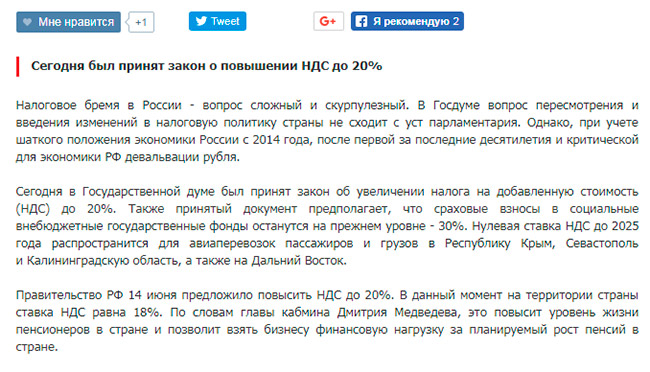 Мне нравится +1 Tweet G+ Я рекомендую 2
Сегодня был принят закон о повышении НДС до 20%
Налоговое бремя в России - вопрос сложный и скурпулезный. В Госдуме вопрос пересмотрения и
введения изменений в налоговую политику страны не сходит с уст парламентария. Однако, при учете
шаткого положения экономики России с 2014 года, после первой за последние десятилетия и критической
для экономики РФ девальвации рубля.
Сегодня в Государственной думе был принят закон об увеличении налога на добавленную стоимость
(НДС) до 20%. Также принятый документ предполагает, что сраховые взносы в социальные
внебюджетные государственные фонды останутся на прежнем уровне - 30%. Нулевая ставка НДС до 2025
года распространится для авиаперевозок пассажиров и грузов в Республику Крым, Севастополь
и Калининградскую область, а также на Дальний Восток.
Правительство РФ 14 июня предложило повысить НДС до 20%. В данный момент на территории страны
ставка НДС равна 18%. По словам главы кабмина Дмитрия Медведева, это повысит уровень жизни
пенсионеров в стране и позволит взять бизнесу финансовую нагрузку за планируемый рост пенсий в
стране.